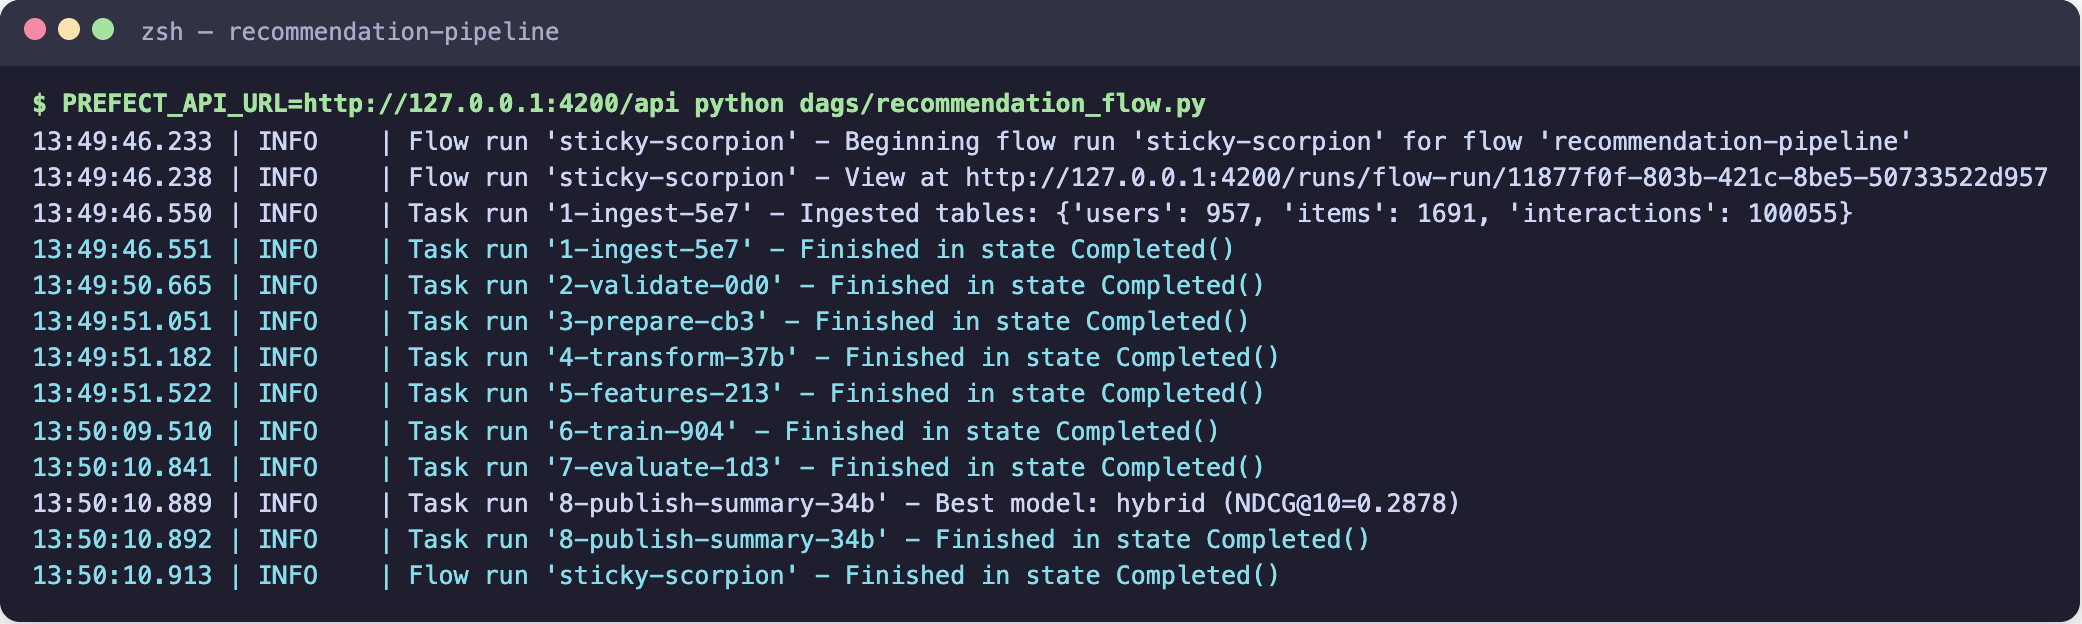 zsh — recommendation-pipeline
$ PREFECT_API_URL=http://127.0.0.1:4200/api python dags/recommendation_flow.py
13:49:46.233 | INFO    | Flow run 'sticky-scorpion' - Beginning flow run 'sticky-scorpion' for flow 'recommendation-pipeline'
13:49:46.238 | INFO    | Flow run 'sticky-scorpion' - View at http://127.0.0.1:4200/runs/flow-run/11877f0f-803b-421c-8be5-50733522d957
13:49:46.550 | INFO    | Task run '1-ingest-5e7' - Ingested tables: {'users': 957, 'items': 1691, 'interactions': 100055}
13:49:46.551 | INFO    | Task run '1-ingest-5e7' - Finished in state Completed()
13:49:50.665 | INFO    | Task run '2-validate-0d0' - Finished in state Completed()
13:49:51.051 | INFO    | Task run '3-prepare-cb3' - Finished in state Completed()
13:49:51.182 | INFO    | Task run '4-transform-37b' - Finished in state Completed()
13:49:51.522 | INFO    | Task run '5-features-213' - Finished in state Completed()
13:50:09.510 | INFO    | Task run '6-train-904' - Finished in state Completed()
13:50:10.841 | INFO    | Task run '7-evaluate-1d3' - Finished in state Completed()
13:50:10.889 | INFO    | Task run '8-publish-summary-34b' - Best model: hybrid (NDCG@10=0.2878)
13:50:10.892 | INFO    | Task run '8-publish-summary-34b' - Finished in state Completed()
13:50:10.913 | INFO    | Flow run 'sticky-scorpion' - Finished in state Completed()